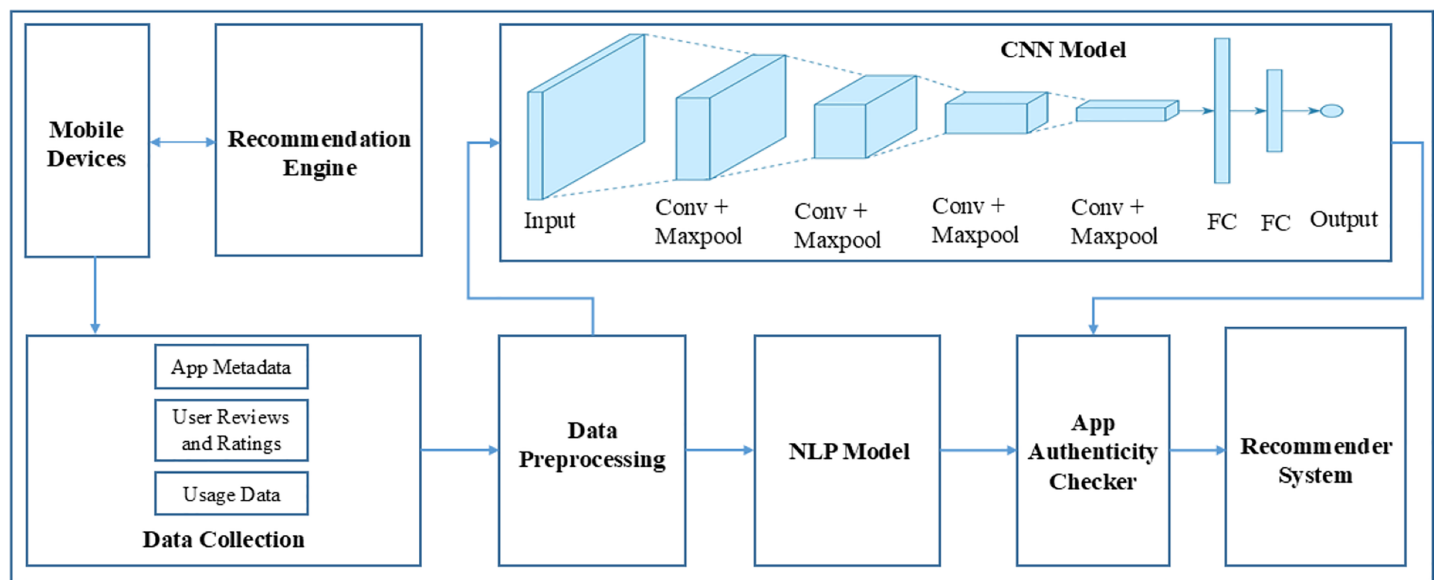 Mobile
Devices
Recommendation
Engine
CNN Model
Input
Conv +
Maxpool
Conv +
Maxpool
Conv +
Maxpool
Conv +
Maxpool
FC
FC
Output
App Metadata
User Reviews
and Ratings
Usage Data
Data Collection
Data
Preprocessing
NLP Model
App
Authenticity
Checker
Recommender
System